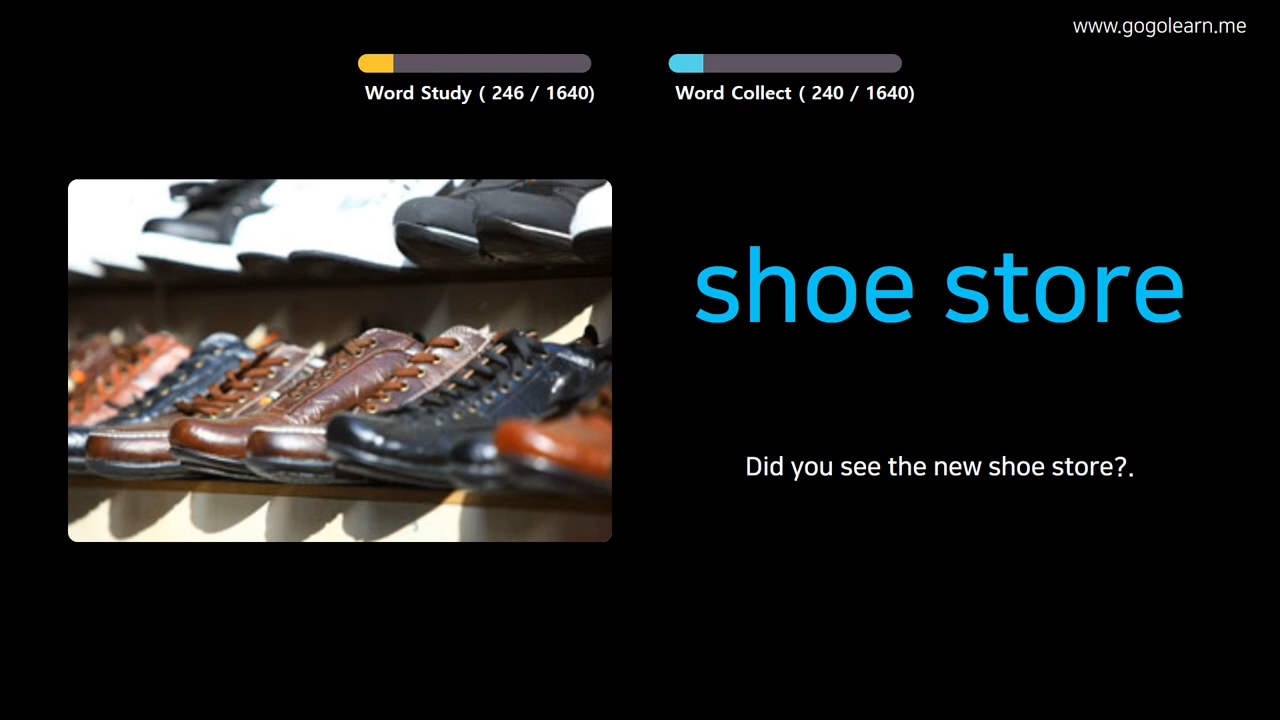 www.gogolearn.me
Word Study ( 246 / 1640)
Word Collect ( 240 / 1640)
shoe store
Did you see the new shoe store?.